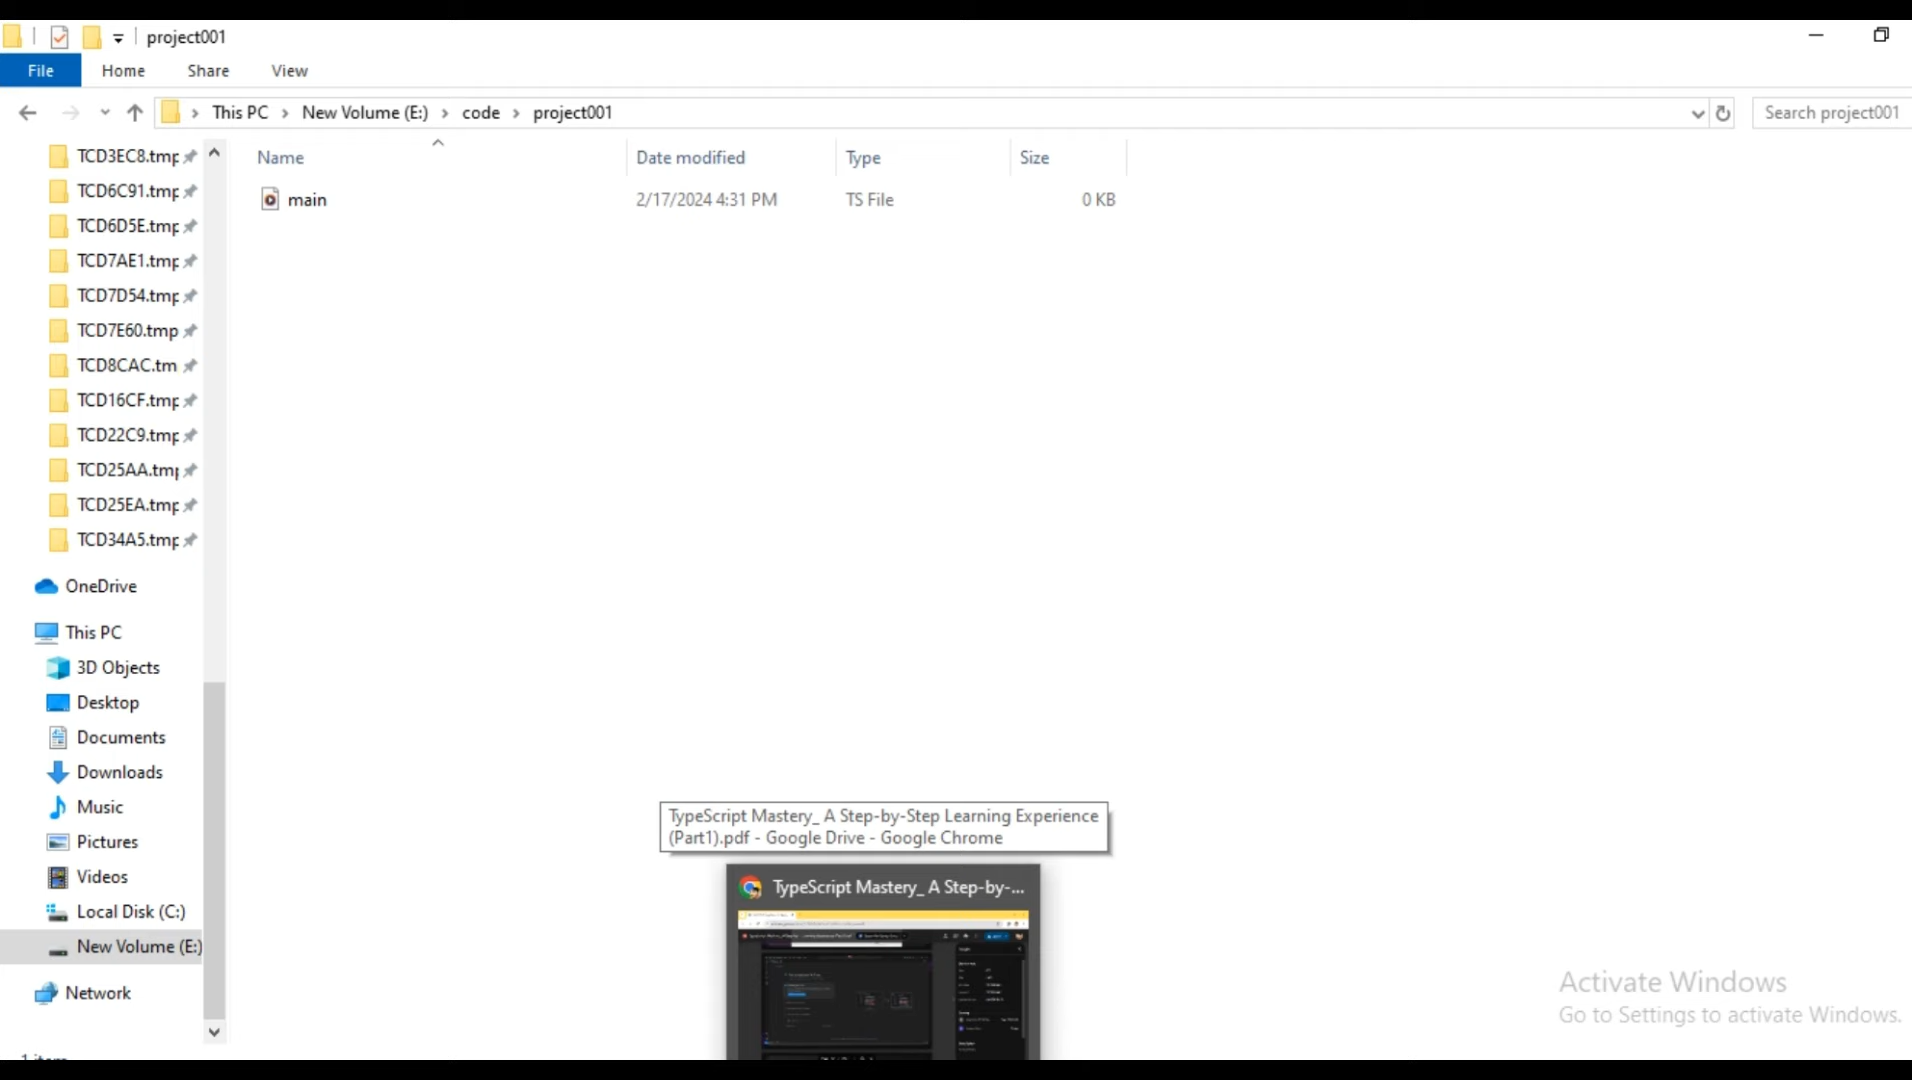 project001
File Home Share View
This PC > New Volume (E:) > code > project001
Search project001
Name Date modified Type Size
main 2/17/2024 4:31 PM TS File 0 KB
TCD3EC8.tmp
TCD6C91.tmp
TCD6D5E.tmp
TCD7AE1.tmp
TCD7D54.tmp
TCD7E60.tmp
TCD8CAC.tm
TCD16CF.tmp
TCD22C9.tmp
TCD25AA.tmp
TCD25EA.tmp
TCD34A5.tmp
OneDrive
This PC
3D Objects
Desktop
Documents
Downloads
Music
Pictures
Videos
Local Disk (C:)
New Volume (E:)
Network
TypeScript Mastery_ A Step-by-Step Learning Experience
(Part1).pdf - Google Drive - Google Chrome
TypeScript Mastery_ A Step-by-...
Activate Windows
Go to Settings to activate Windows.